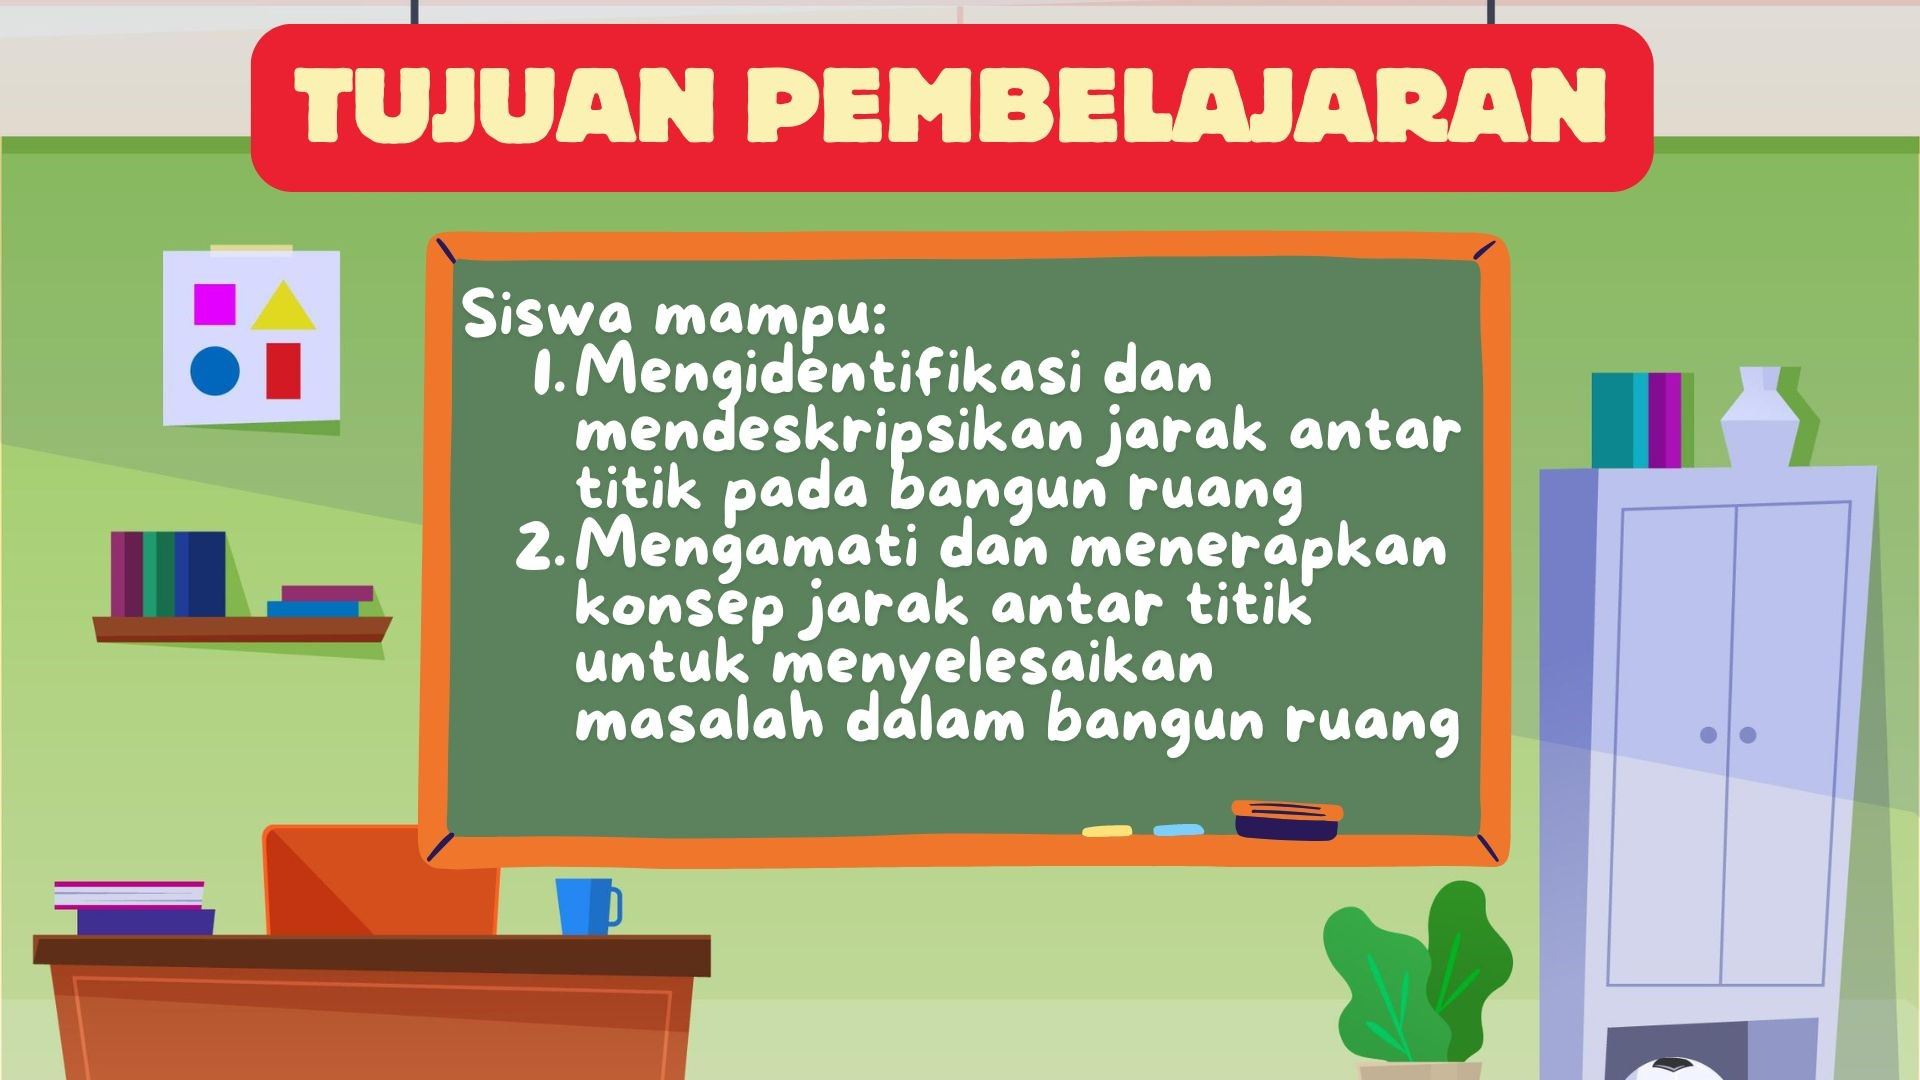 TUJUAN PEMBELAJARAN
Siswa mampu:
1. Mengidentifikasi dan
mendeskripsikan jarak antar
titik pada bangun ruang
2. Mengamati dan menerapkan
konsep jarak antar titik
untuk menyelesaikan
masalah dalam bangun ruang